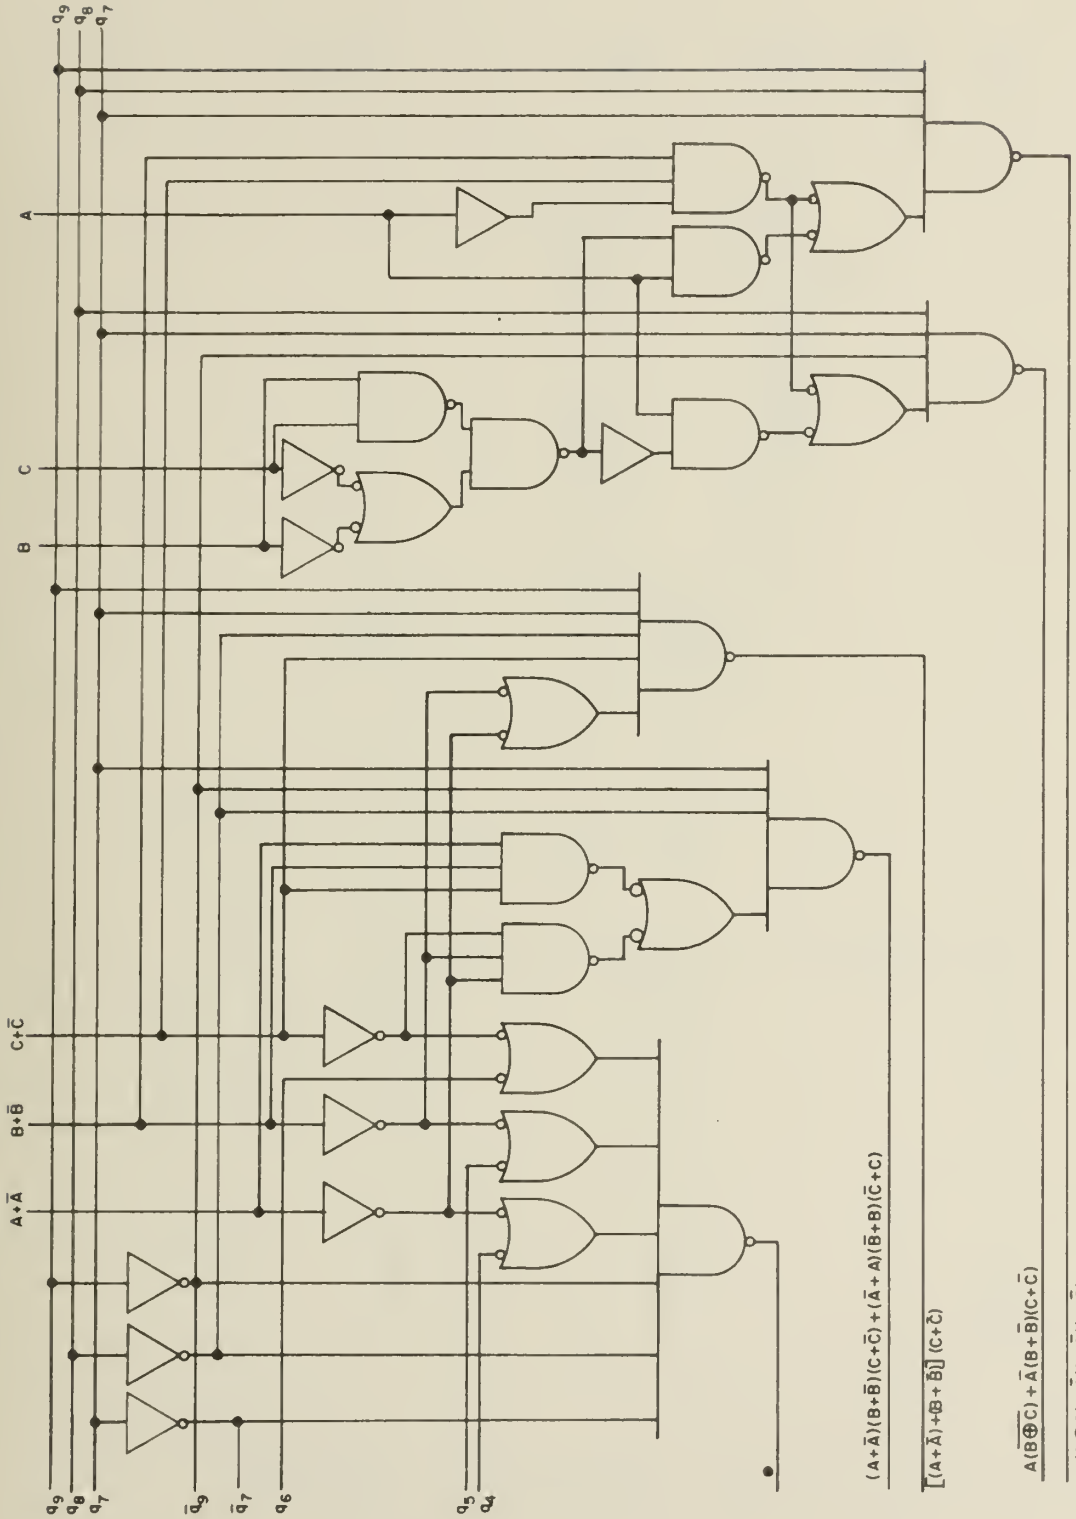 q9
q8
q7
A
C
B
C+C̄
B+B̄
A+Ā
q9
q8
q7
q̄9
q̄7
q6
q5
q4
(A+Ā)(B+B̄)(C+C̄)+(Ā+A)(B̄+B)(C̄+C)
[(A+Ā)+(B+B̄)](C+C̄)
A(B⊕C̅)+Ā(B+B̄)(C+C̄)